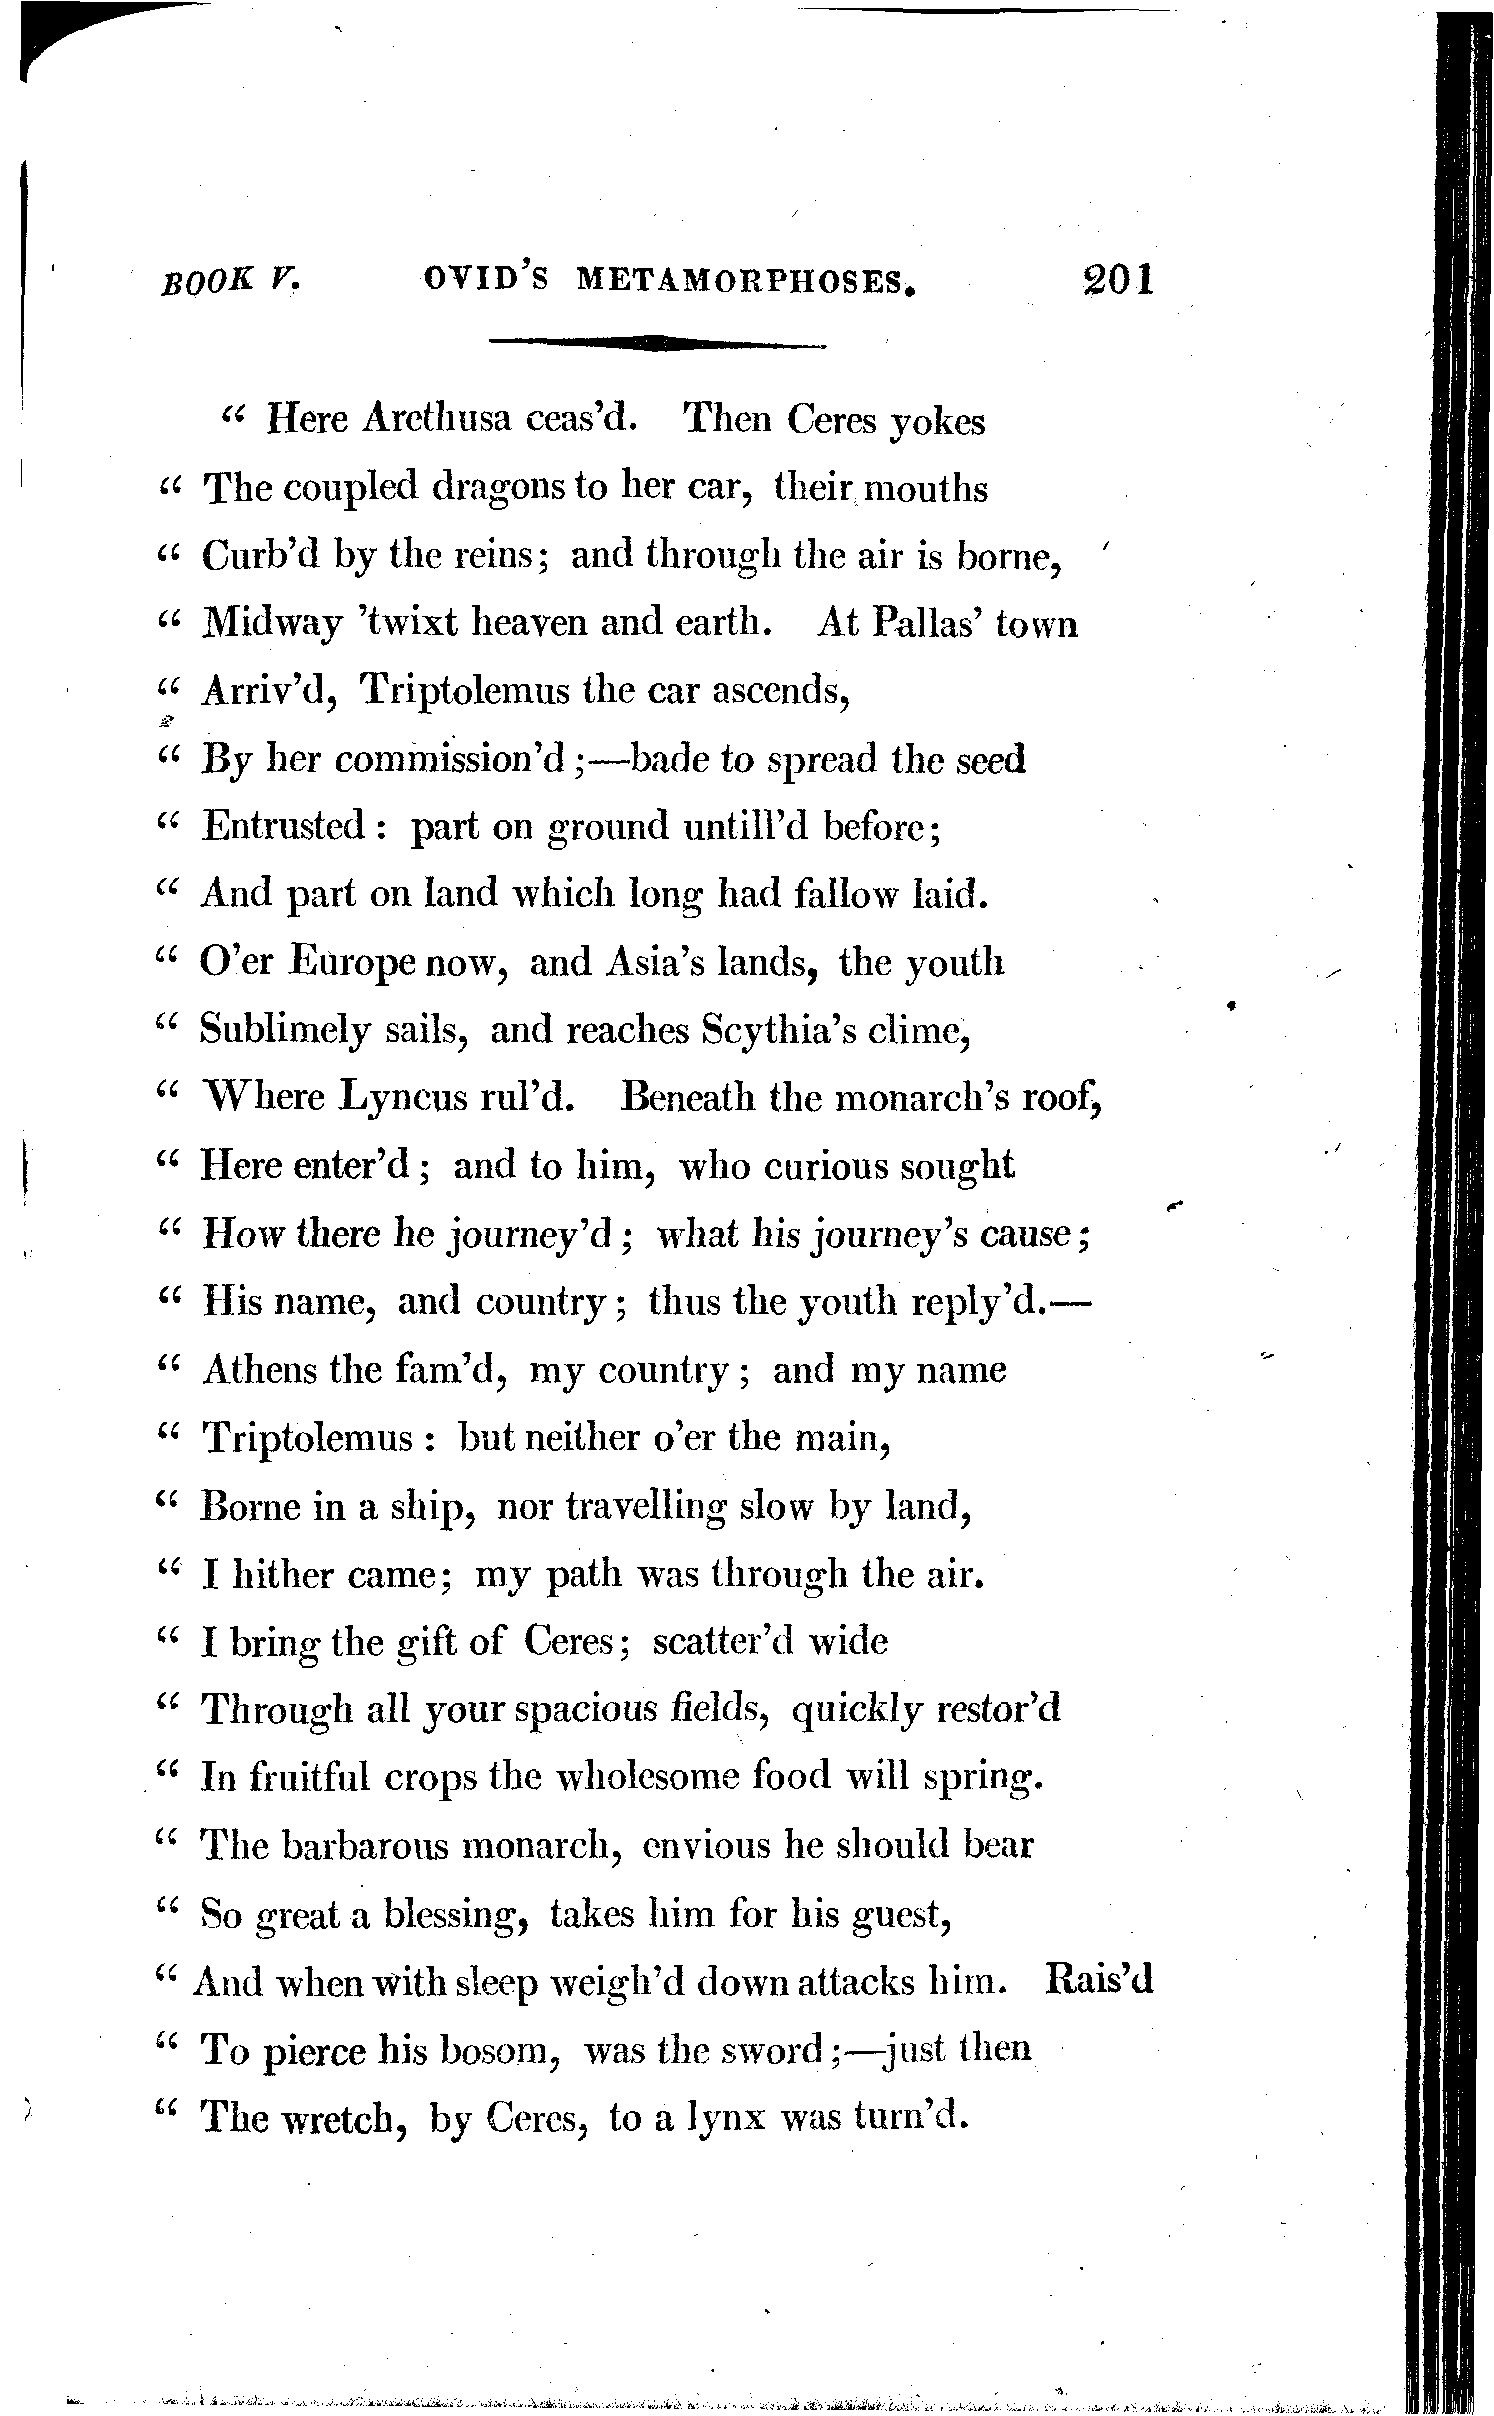 BOOK V. OVID'S METAMORPHOSES. 201
“ Here Arethusa ceas’d. Then Ceres yokes
“ The coupled dragons to her car, their mouths
“ Curb’d by the reins; and through the air is borne,
“ Midway ’twixt heaven and earth. At Pallas’ town
“ Arriv’d, Triptolemus the car ascends,
“ By her commission’d ;—bade to spread the seed
“ Entrusted : part on ground untill’d before;
“ And part on land which long had fallow laid.
“ O’er Europe now, and Asia’s lands, the youth
“ Sublimely sails, and reaches Scythia’s clime,
“ Where Lyncus rul’d. Beneath the monarch’s roof,
“ Here enter’d ; and to him, who curious sought
“ How there he journey’d ; what his journey’s cause ;
“ His name, and country ; thus the youth reply’d.—
“ Athens the fam’d, my country ; and my name
“ Triptolemus : but neither o’er the main,
“ Borne in a ship, nor travelling slow by land,
“ I hither came; my path was through the air.
“ I bring the gift of Ceres; scatter’d wide
“ Through all your spacious fields, quickly restor’d
“ In fruitful crops the wholesome food will spring.
“ The barbarous monarch, envious he should bear
“ So great a blessing, takes him for his guest,
“ And when with sleep weigh’d down attacks him. Rais’d
“ To pierce his bosom, was the sword ;—just then
“ The wretch, by Ceres, to a lynx was turn’d.